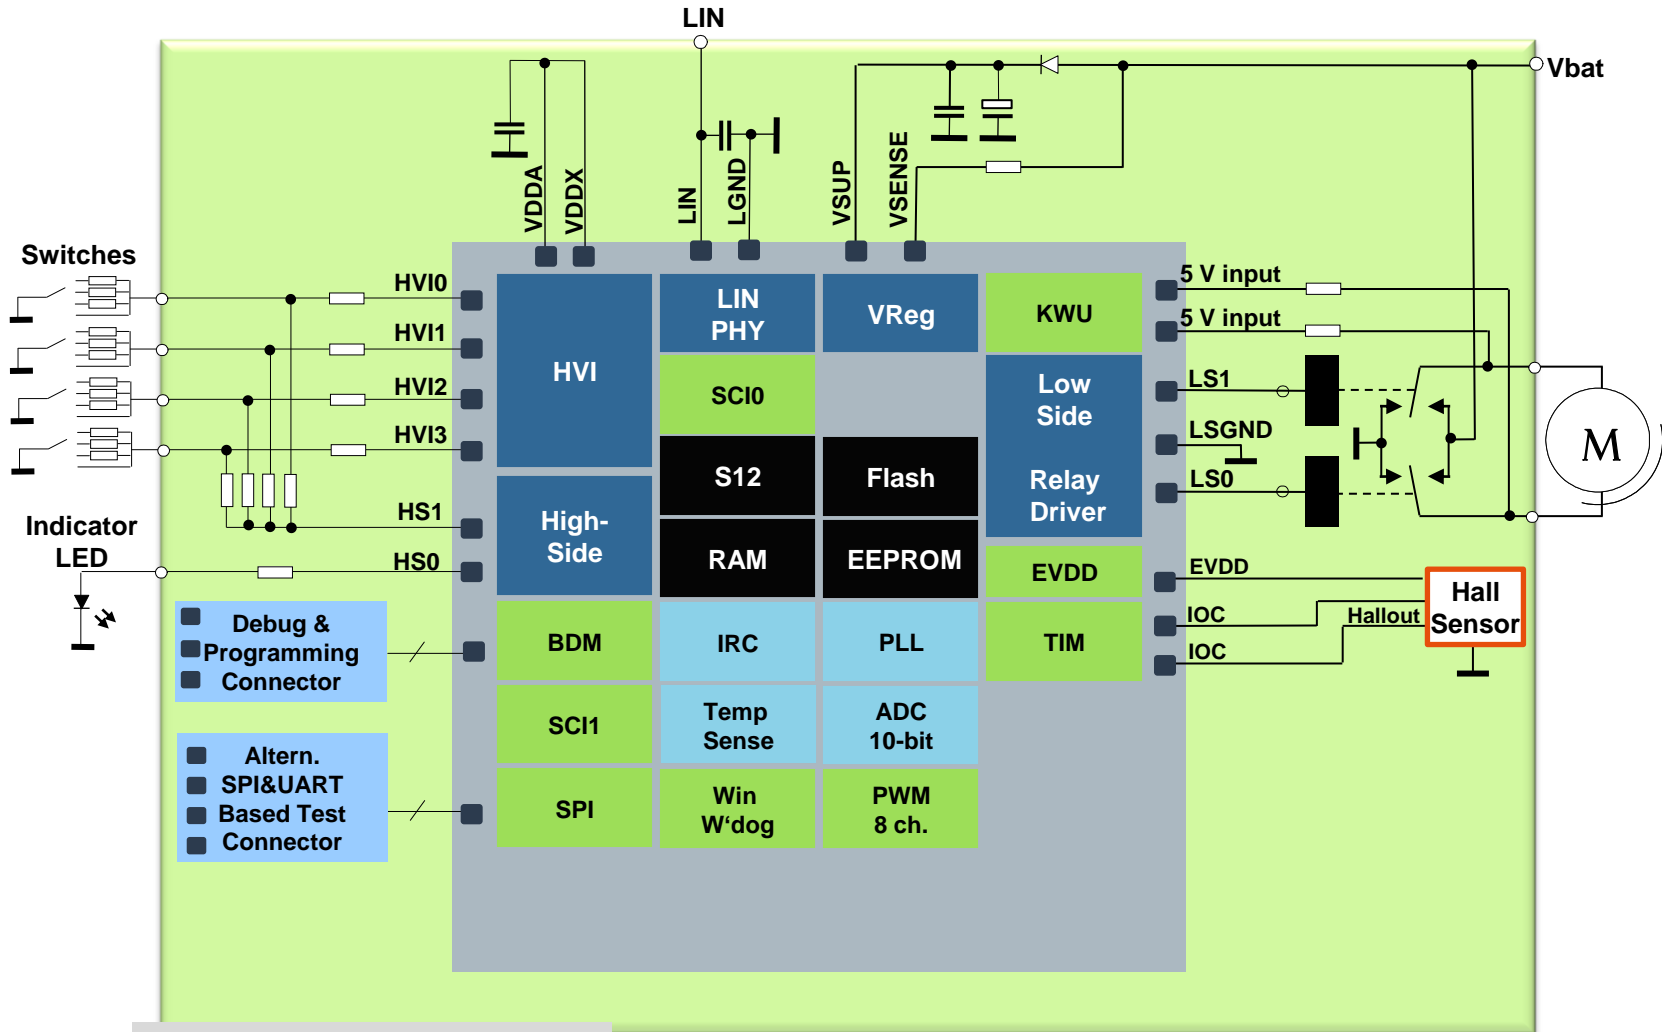 LIN
Vbat
VDDA
VDDX
LIN
LGND
VSUP
VSENSE
Switches
HVI0
HVI1
HVI2
HVI3
HS1
HS0
Indicator
LED
HVI
LIN
PHY
VReg
KWU
SCI0
Low
Side
Relay
Driver
S12
Flash
High-
Side
RAM
EEPROM
EVDD
BDM
IRC
PLL
TIM
SCI1
Temp
Sense
ADC
10-bit
SPI
Win
W‘dog
PWM
8 ch.
5 V input
5 V input
LS1
LSGND
LS0
EVDD
IOC
Hallout
IOC
M
Hall
Sensor
Debug &
Programming
Connector
Altern.
SPI&UART
Based Test
Connector